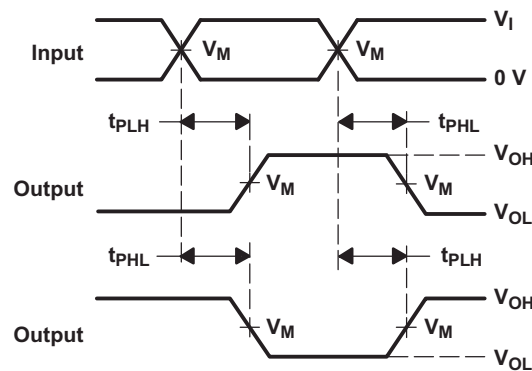 V_I
Input V_M V_M
0 V
t_PLH t_PHL
V_OH
Output V_M V_M
V_OL
t_PHL t_PLH
V_OH
Output V_M V_M
V_OL